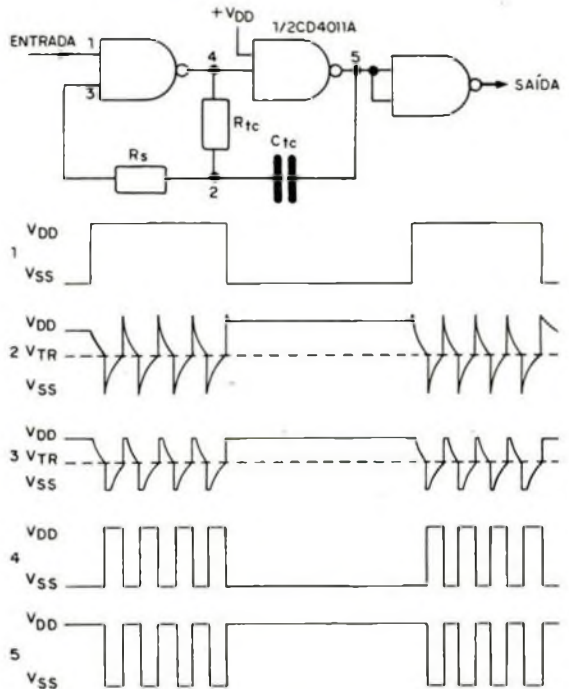 +VDD
1/2CD4011A
ENTRADA
1
4
5
3
SAÍDA
Rtc
Ctc
Rs
2
VDD
1
VSS
VDD
2 VTR
VSS
VDD
3 VTR
VSS
VDD
4
VSS
VDD
5
VSS